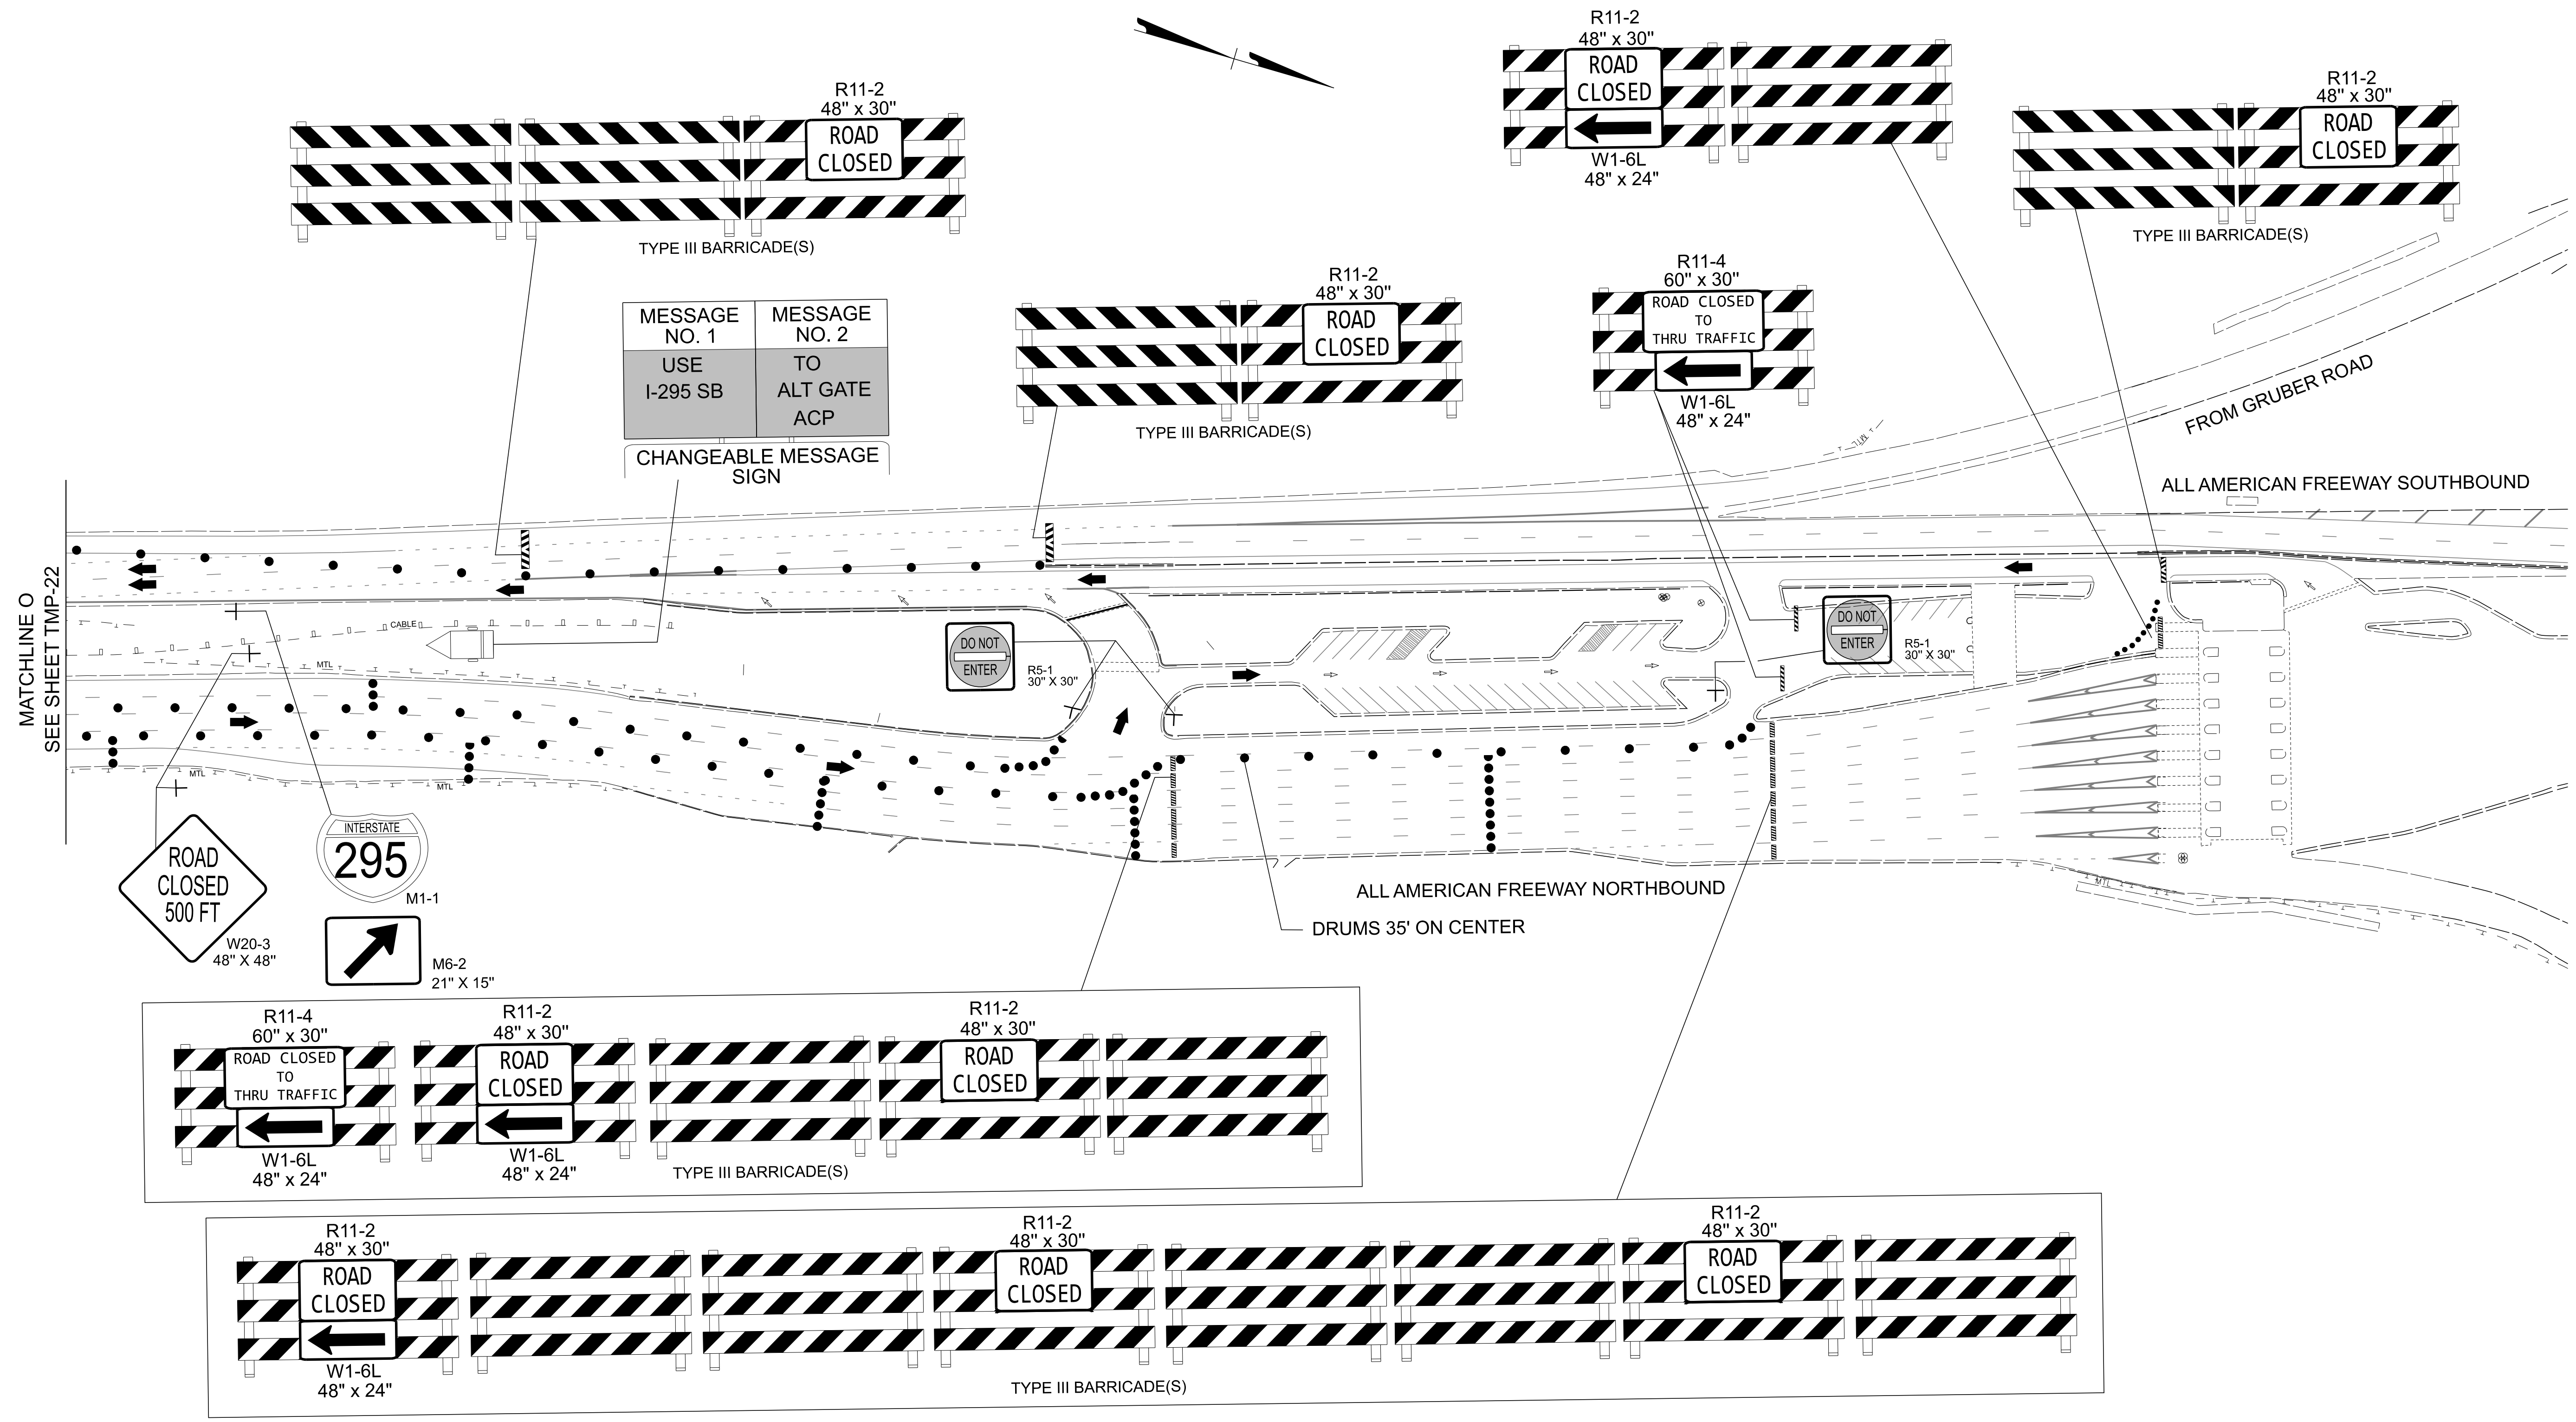 R11-2
48" x 30"
ROAD
CLOSED
W1-6L
48" x 24"
R11-2
48" x 30"
ROAD
CLOSED
TYPE III BARRICADE(S)
R11-2
48" x 30"
ROAD
CLOSED
TYPE III BARRICADE(S)
R11-4
60" x 30"
ROAD CLOSED
TO
THRU TRAFFIC
W1-6L
48" x 24"
R11-2
48" x 30"
ROAD
CLOSED
TYPE III BARRICADE(S)
MESSAGE
NO. 1
MESSAGE
NO. 2
USE
I-295 SB
TO
ALT GATE
ACP
CHANGEABLE MESSAGE
SIGN
FROM GRUBER ROAD
MTL
ALL AMERICAN FREEWAY SOUTHBOUND
MATCHLINE O
SEE SHEET TMP-22
CABLE
MTL
DO NOT
ENTER
R5-1
30" X 30"
DO NOT
ENTER
R5-1
30" X 30"
MTL
MTL
MTL
ROAD
CLOSED
500 FT
W20-3
48" X 48"
INTERSTATE
295
M1-1
M6-2
21" X 15"
ALL AMERICAN FREEWAY NORTHBOUND
DRUMS 35' ON CENTER
R11-4
60" x 30"
ROAD CLOSED
TO
THRU TRAFFIC
W1-6L
48" x 24"
R11-2
48" x 30"
ROAD
CLOSED
W1-6L
48" x 24"
R11-2
48" x 30"
ROAD
CLOSED
TYPE III BARRICADE(S)
R11-2
48" x 30"
ROAD
CLOSED
W1-6L
48" x 24"
R11-2
48" x 30"
ROAD
CLOSED
R11-2
48" x 30"
ROAD
CLOSED
TYPE III BARRICADE(S)